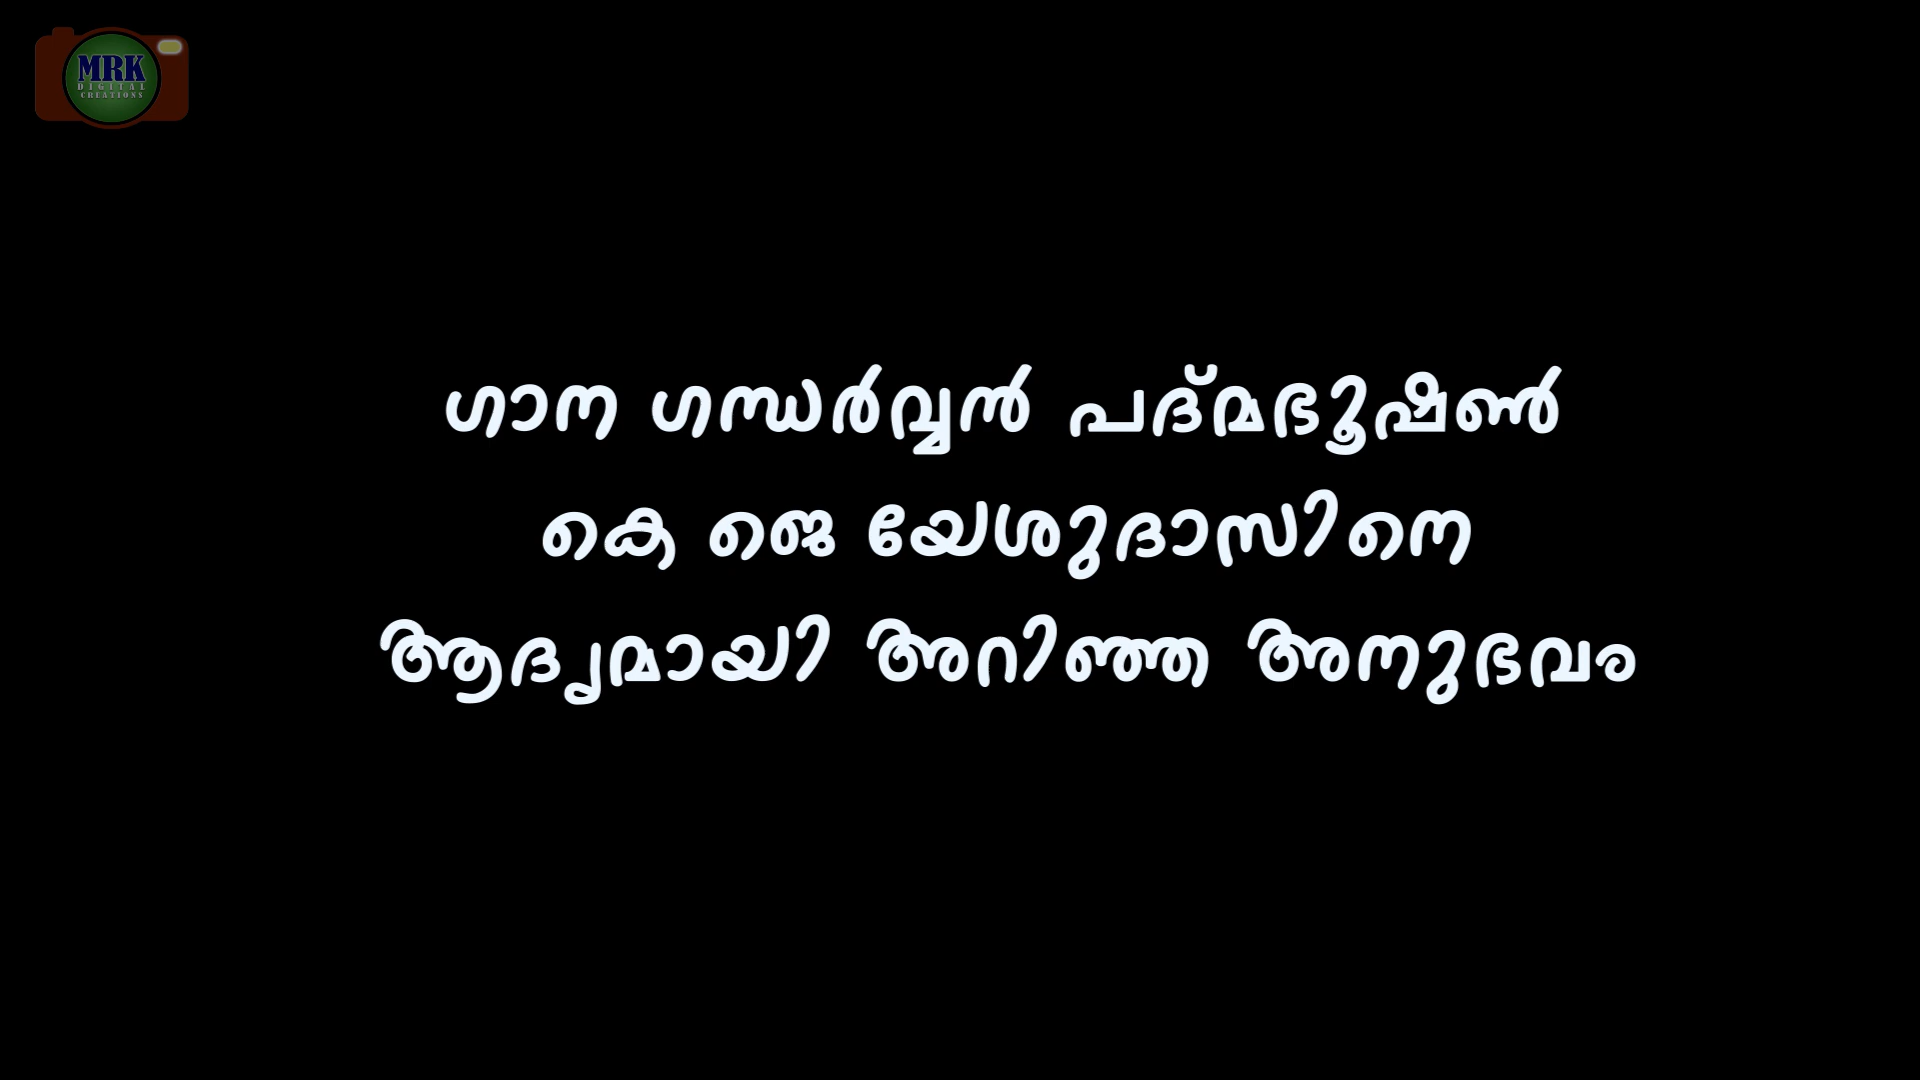 MRK
DIGITAL
CREATIONS
ഗാന ഗന്ധർവ്വൻ പദ്മഭൂഷൺ
കെ ജെ യേശുദാസിനെ
ആദ്യമായി അറിഞ്ഞ അനുഭവം